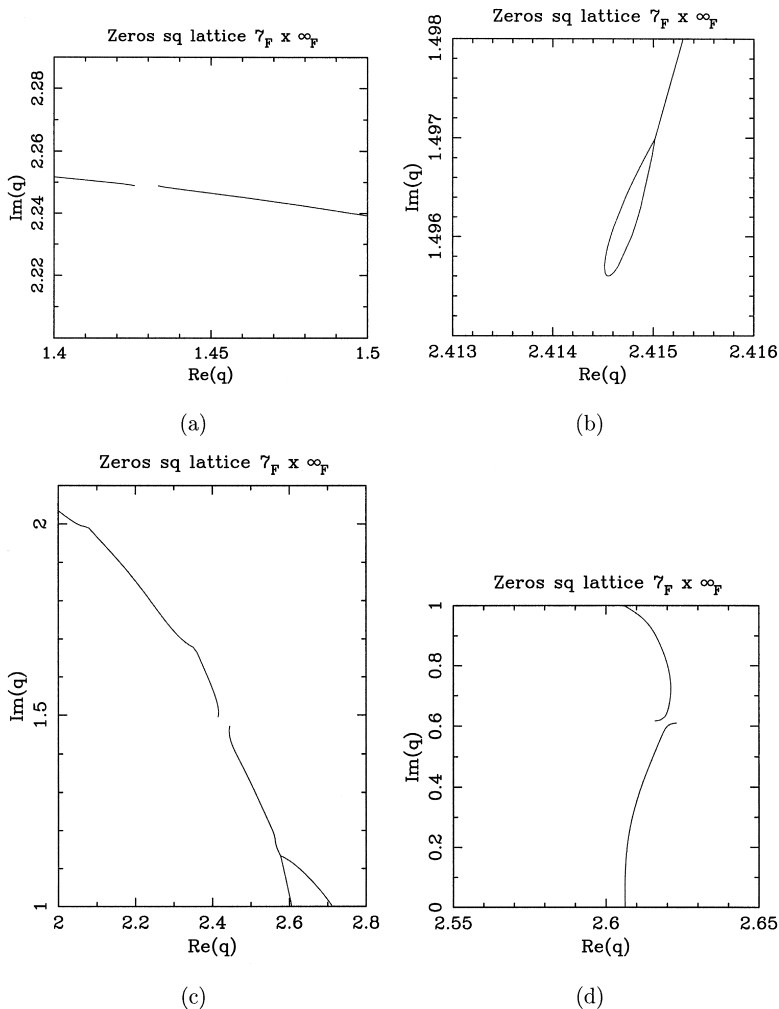 Zeros sq lattice 7F x ∞F
2.28
2.26
2.24
2.22
Im(q)
1.4
1.45
1.5
Re(q)
(a)
Zeros sq lattice 7F x ∞F
1.498
1.497
1.496
Im(q)
2.413
2.414
2.415
2.416
Re(q)
(b)
Zeros sq lattice 7F x ∞F
2
1.5
1
Im(q)
2
2.2
2.4
2.6
2.8
Re(q)
(c)
Zeros sq lattice 7F x ∞F
1
0.8
0.6
0.4
0.2
0
Im(q)
2.55
2.6
2.65
Re(q)
(d)